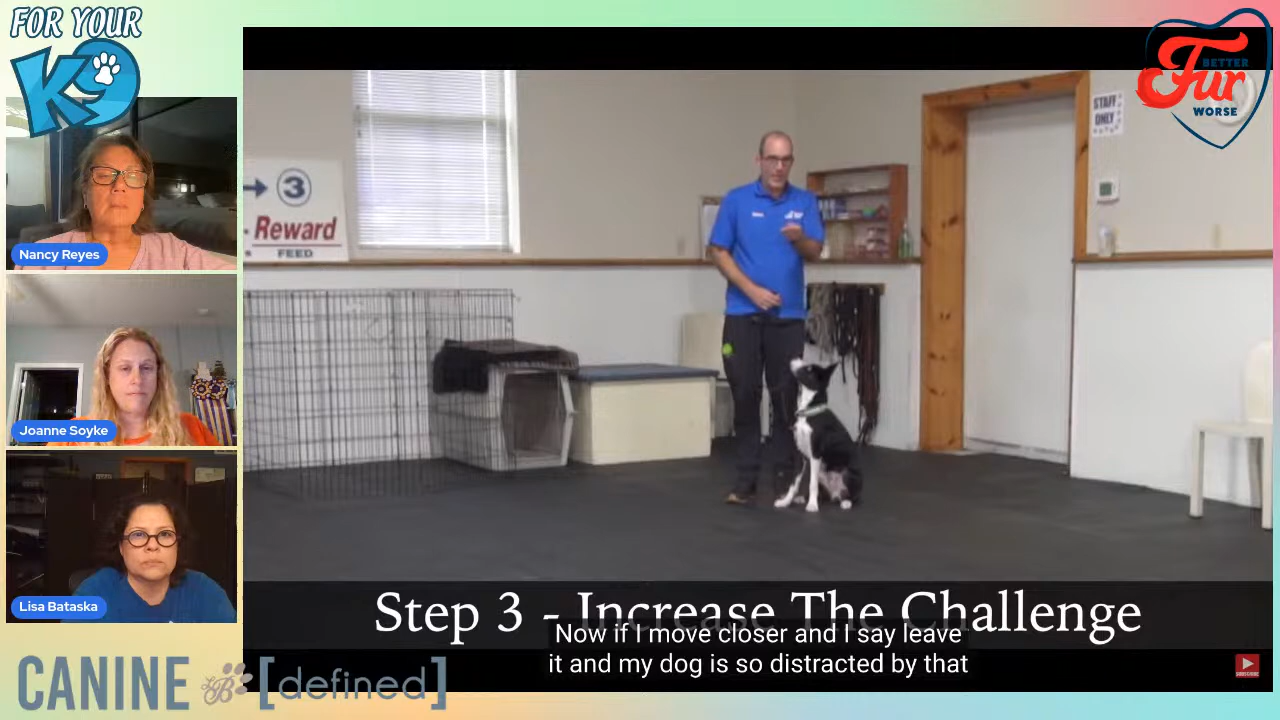 FOR YOUR
K9
Nancy Reyes
Joanne Soyke
Lisa Bataska
CANINE [defined]
BETTER
Fur
WORSE
STAFF
ONLY
3
- Reward
FEED
Step 3 - Increase The Challenge
Now if I move closer and I say leave
it and my dog is so distracted by that